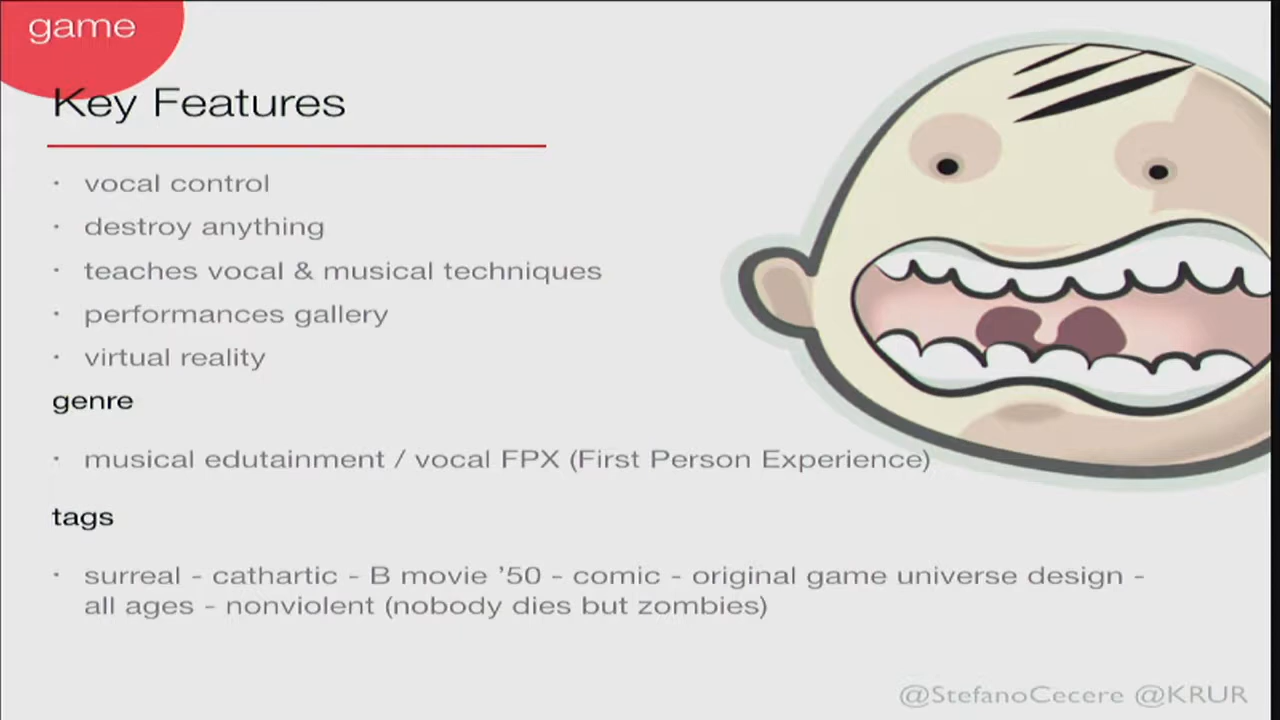 game
Key Features
· vocal control
· destroy anything
· teaches vocal & musical techniques
· performances gallery
· virtual reality
genre
· musical edutainment / vocal FPX (First Person Experience)
tags
· surreal - cathartic - B movie ’50 - comic - original game universe design -
all ages - nonviolent (nobody dies but zombies)
@StefanoCecere @KRUR